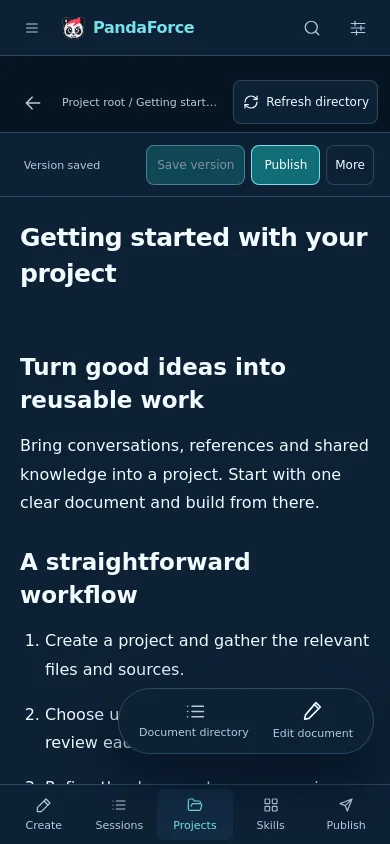 PandaForce
Project root / Getting start...
Refresh directory
Version saved
Save version
Publish
More
Getting started with your
project
Turn good ideas into
reusable work
Bring conversations, references and shared
knowledge into a project. Start with one
clear document and build from there.
A straightforward
workflow
1. Create a project and gather the relevant
files and sources.
2. Choose
review
Document directory
Edit document
Create
Sessions
Projects
Skills
Publish